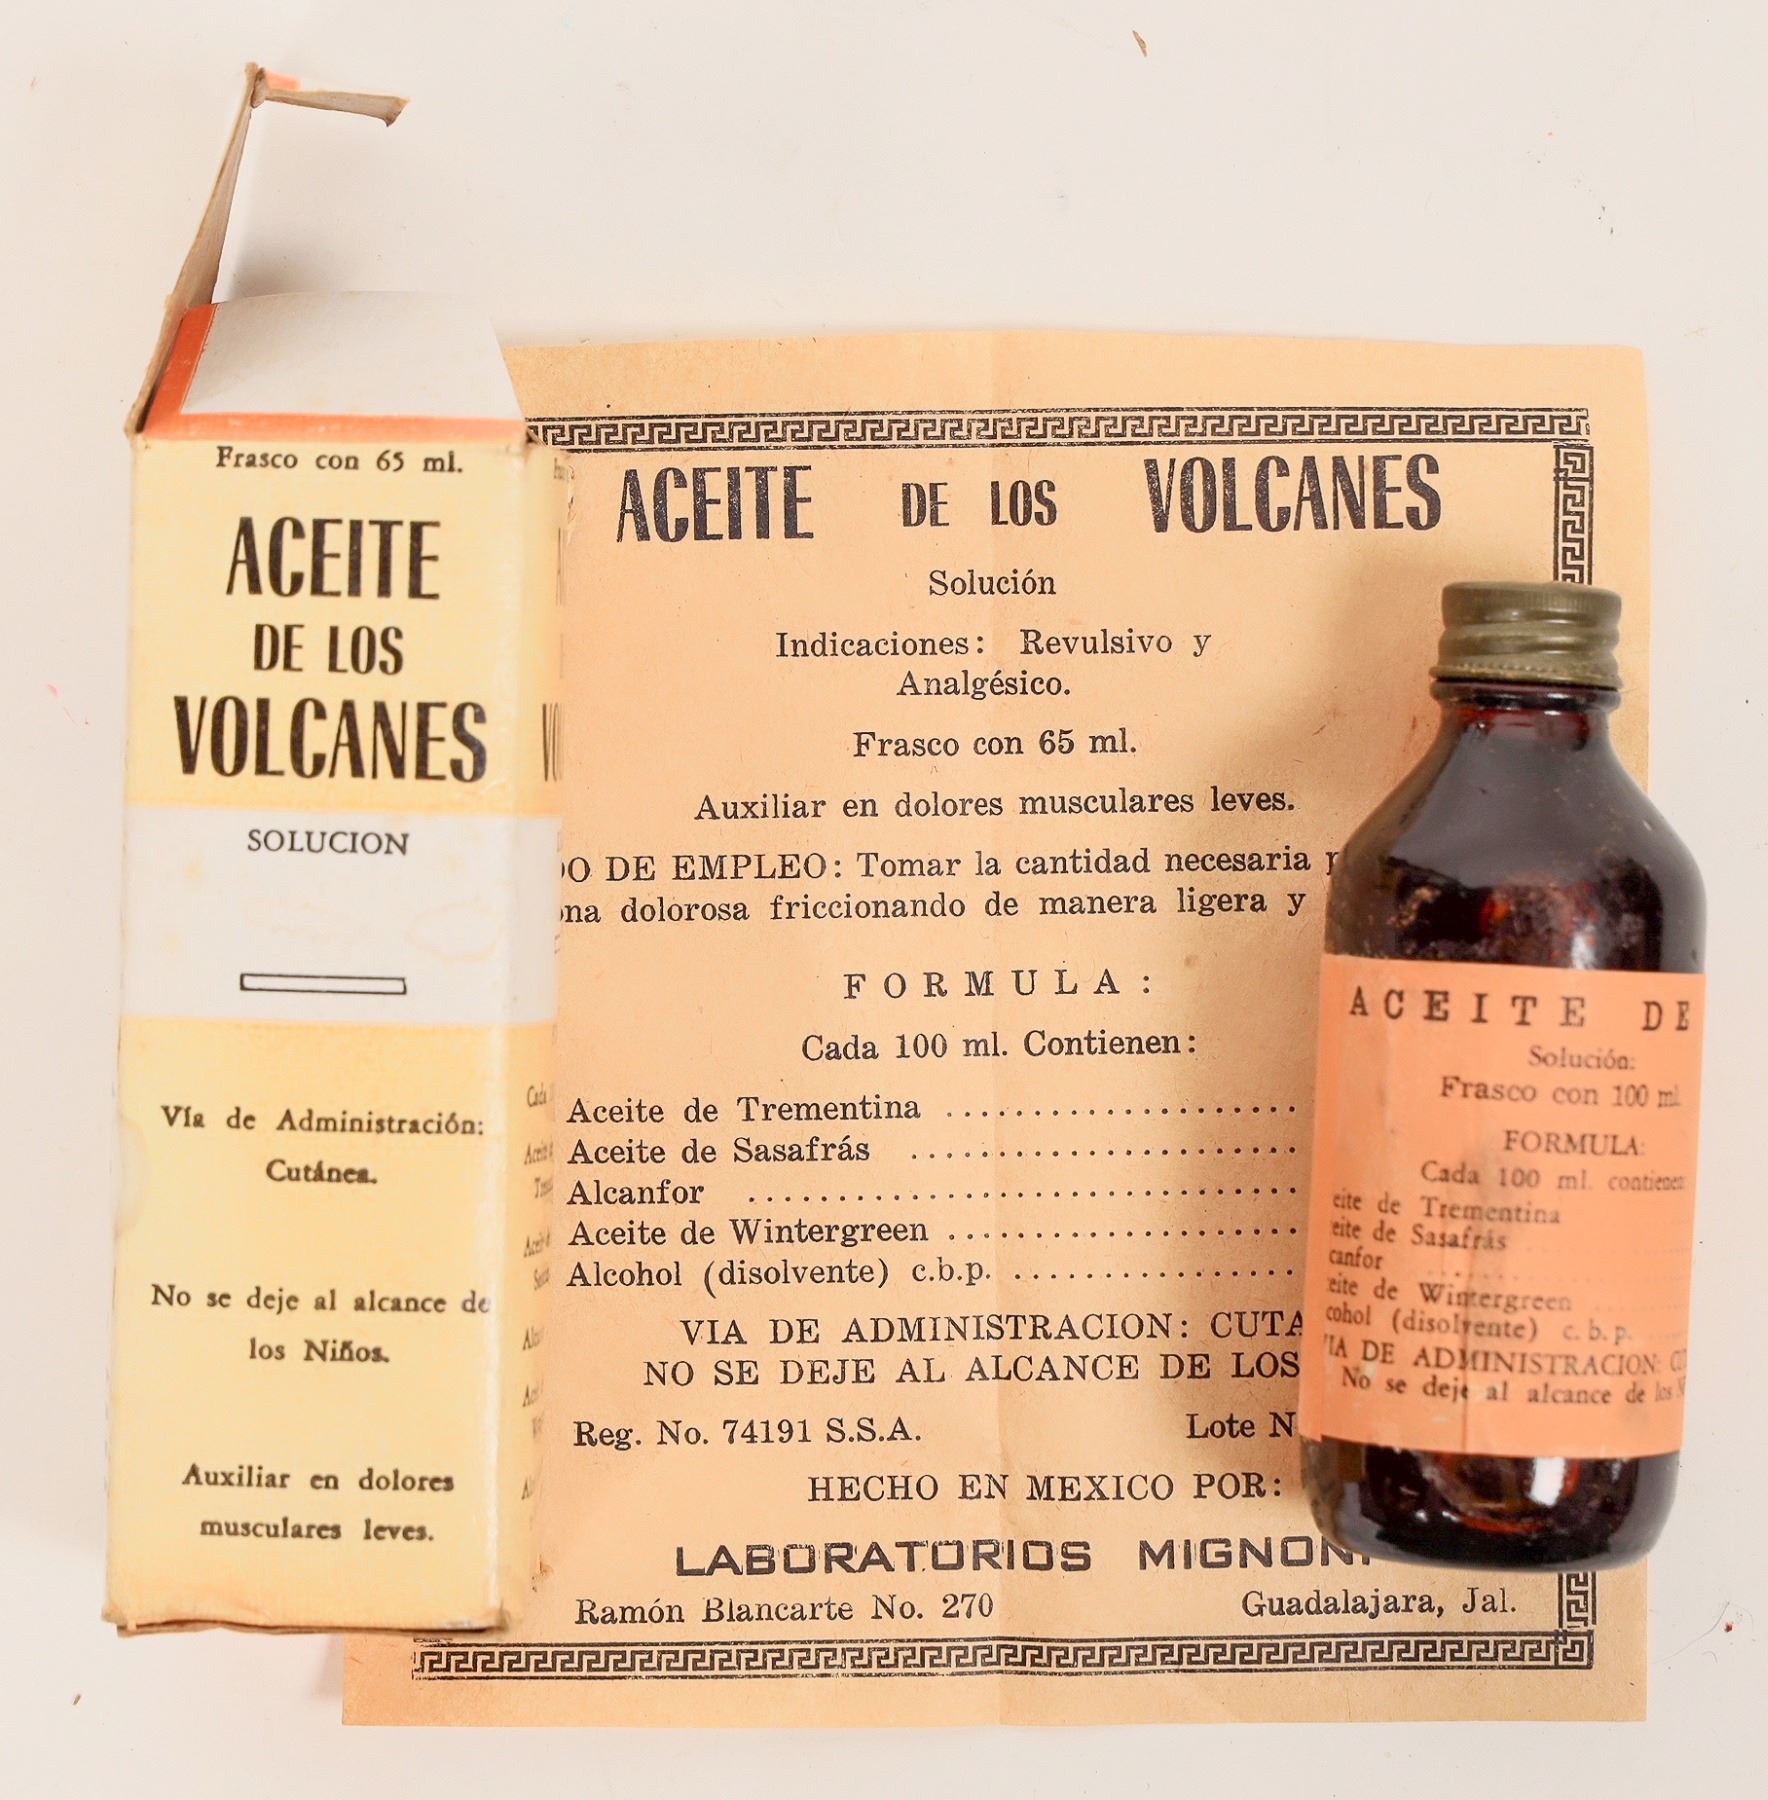 Frasco con 65 ml.
ACEITE
DE LOS
VOLCANES
SOLUCION
Vía de Administración:
Cutánea.
No se deje al alcance de
los Niños.
Auxiliar en dolores
musculares leves.
ACEITE DE LOS VOLCANES
Solución
Indicaciones: Revulsivo y
Analgésico.
Frasco con 65 ml.
Auxiliar en dolores musculares leves.
DE EMPLEO: Tomar la cantidad necesaria
dolorosa friccionando de manera ligera y
FORMULA:
Cada 100 ml. Contienen:
Aceite de Trementina
Aceite de Sasafrás
Alcanfor
Aceite de Wintergreen
Alcohol (disolvente) c.b.p.
VIA DE ADMINISTRACION:
NO SE DEJE AL ALCANCE DE LOS
Reg. No. 74191 S.S.A. Lote
HECHO EN MEXICO POR:
LABORATORIOS
Ramón Blancarte No. 270 Guadalajara, Jal.
ACEITE DE
Solución:
Frasco con 100 ml.
FORMULA:
Cada 100 ml. contienen
de Trementina
de Sasafrás
de Wintergreen
(disolvente) c.b.p.
DE ADMINISTRACION:
No se deje al alcance de los